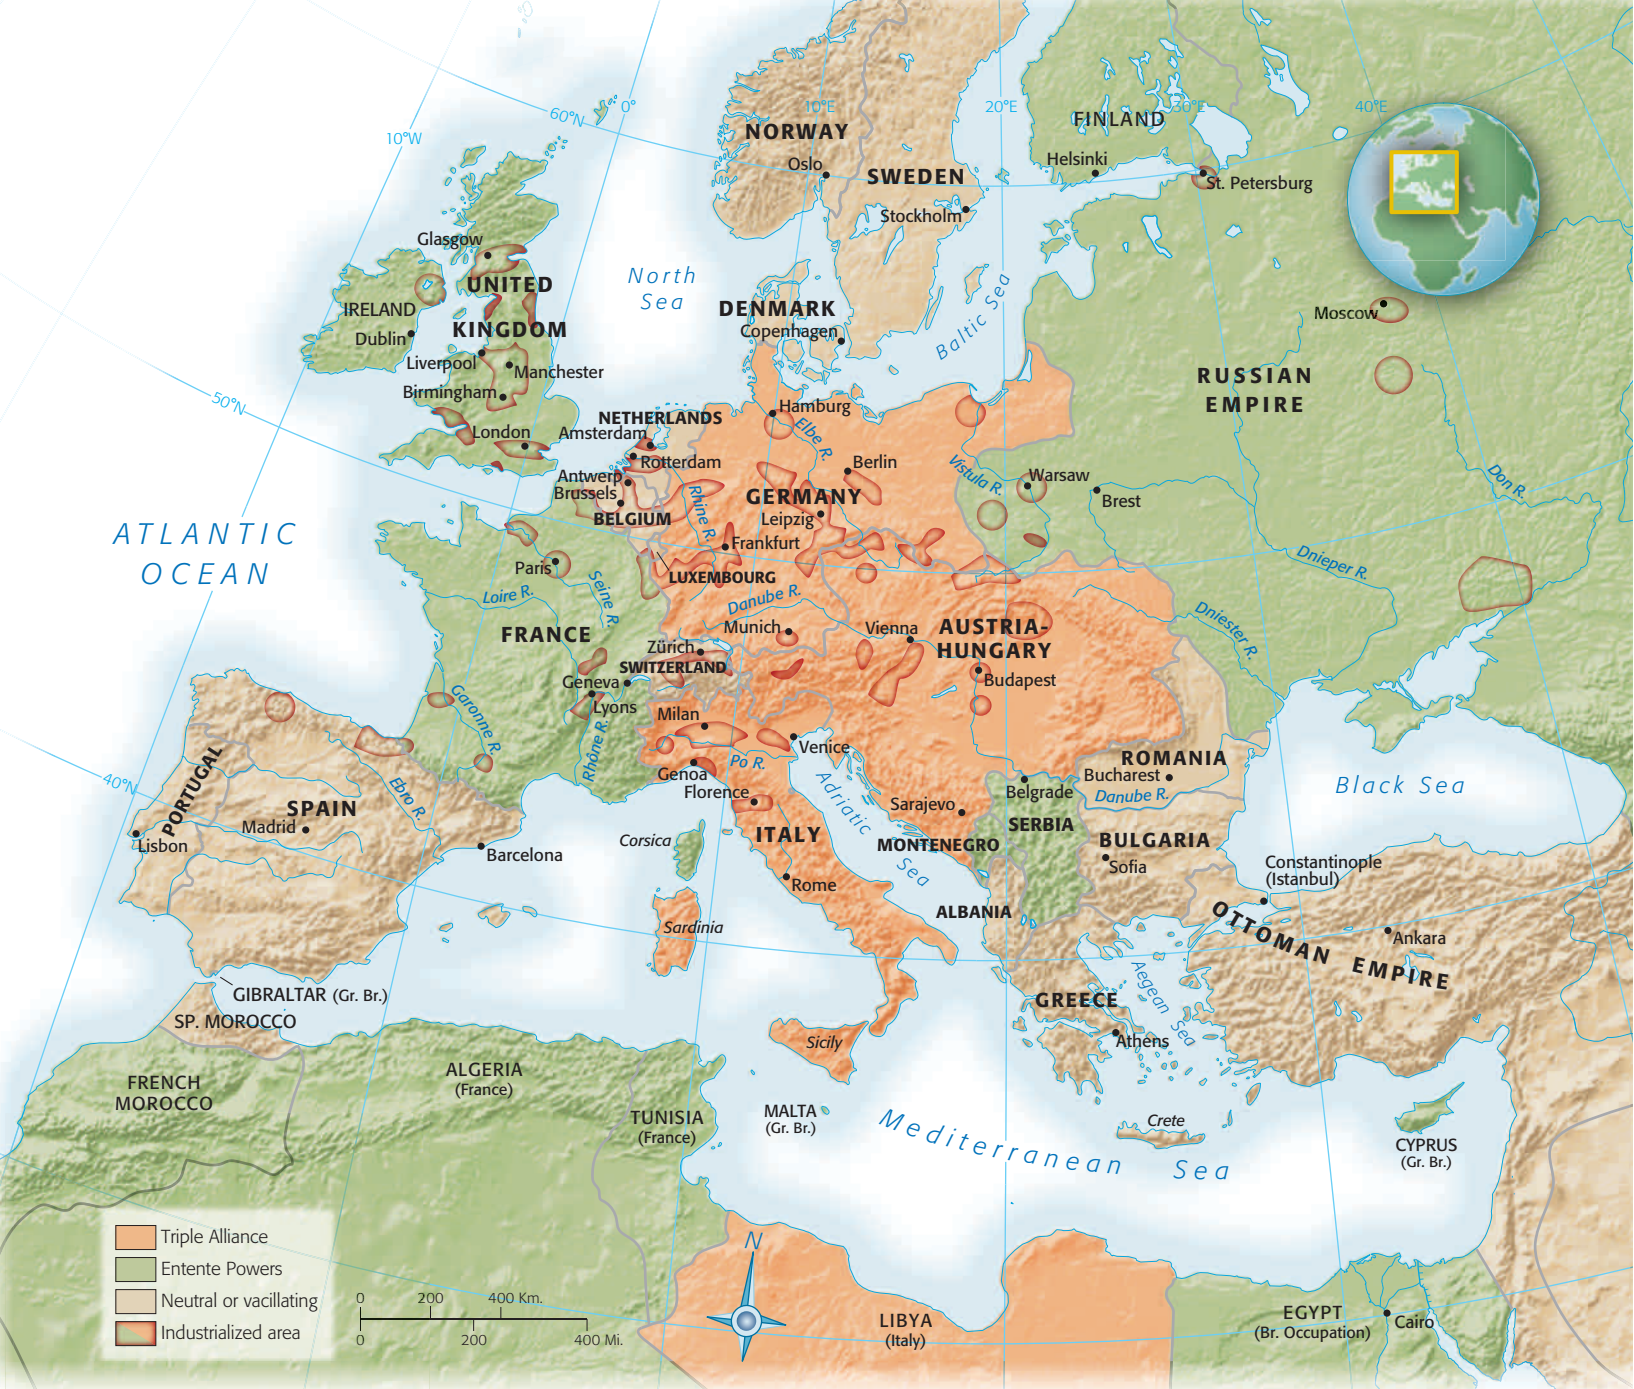 60°N
0°
10°W
10°E
20°E
30°E
40°E
NORWAY
Oslo
SWEDEN
Stockholm
FINLAND
Helsinki
St. Petersburg
Glasgow
UNITED
KINGDOM
IRELAND
Dublin
Liverpool
Manchester
Birmingham
London
North
Sea
DENMARK
Copenhagen
Baltic Sea
Moscow
RUSSIAN
EMPIRE
50°N
NETHERLANDS
Amsterdam
Rotterdam
Antwerp
Brussels
BELGIUM
Hamburg
Elbe R.
Berlin
GERMANY
Leipzig
Rhine R.
Frankfurt
LUXEMBOURG
Vistula R.
Warsaw
Brest
Don R.
Dnieper R.
Dniester R.
ATLANTIC
OCEAN
Paris
Seine R.
Loire R.
FRANCE
Danube R.
Munich
Vienna
AUSTRIA-
HUNGARY
Budapest
Zürich
SWITZERLAND
Geneva
Lyons
Garonne R.
Rhône R.
Milan
Venice
Po R.
Genoa
Florence
40°N
PORTUGAL
Lisbon
SPAIN
Madrid
Ebro R.
Barcelona
Corsica
ITALY
Rome
Adriatic
Sea
Sarajevo
Belgrade
SERBIA
MONTENEGRO
ALBANIA
ROMANIA
Bucharest
Danube R.
BULGARIA
Sofia
Black Sea
Constantinople
(Istanbul)
OTTOMAN EMPIRE
Ankara
Sardinia
GIBRALTAR (Gr. Br.)
SP. MOROCCO
Sicily
GREECE
Athens
Aegean Sea
FRENCH
MOROCCO
ALGERIA
(France)
TUNISIA
(France)
MALTA
(Gr. Br.)
Mediterranean Sea
Crete
CYPRUS
(Gr. Br.)
Triple Alliance
Entente Powers
Neutral or vacillating
Industrialized area
0 200 400 Km.
0 200 400 Mi.
N
LIBYA
(Italy)
EGYPT
(Br. Occupation)
Cairo